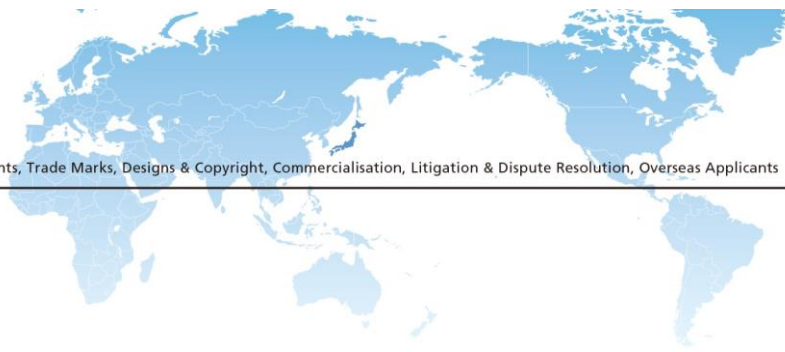 nts, Trade Marks, Designs & Copyright, Commercialisation, Litigation & Dispute Resolution, Overseas Applicants